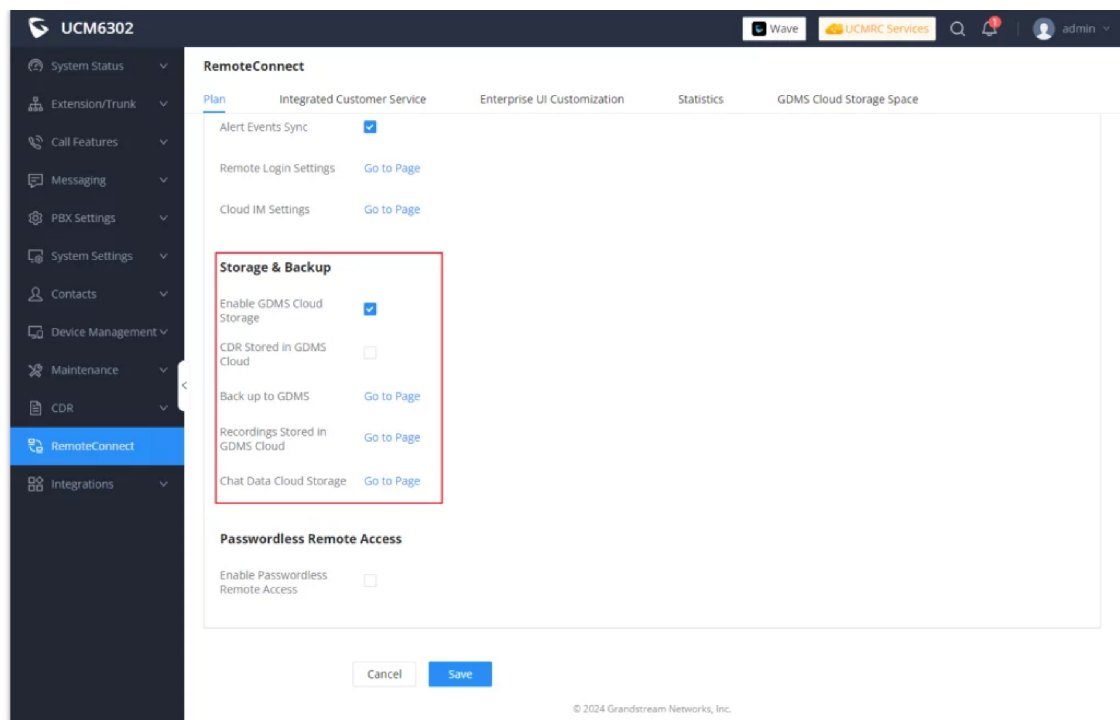 UCM6302
Wave
UCMRC Services
1
admin
System Status
Extension/Trunk
Call Features
Messaging
PBX Settings
System Settings
Contacts
Device Management
Maintenance
CDR
RemoteConnect
Integrations
RemoteConnect
Plan Integrated Customer Service Enterprise UI Customization Statistics GDMS Cloud Storage Space
Alert Events Sync
Remote Login Settings Go to Page
Cloud IM Settings Go to Page
Storage & Backup
Enable GDMS Cloud
Storage
CDR Stored in GDMS
Cloud
Back up to GDMS Go to Page
Recordings Stored in
GDMS Cloud
Go to Page
Chat Data Cloud Storage Go to Page
Passwordless Remote Access
Enable Passwordless
Remote Access
Cancel Save
© 2024 Grandstream Networks, Inc.